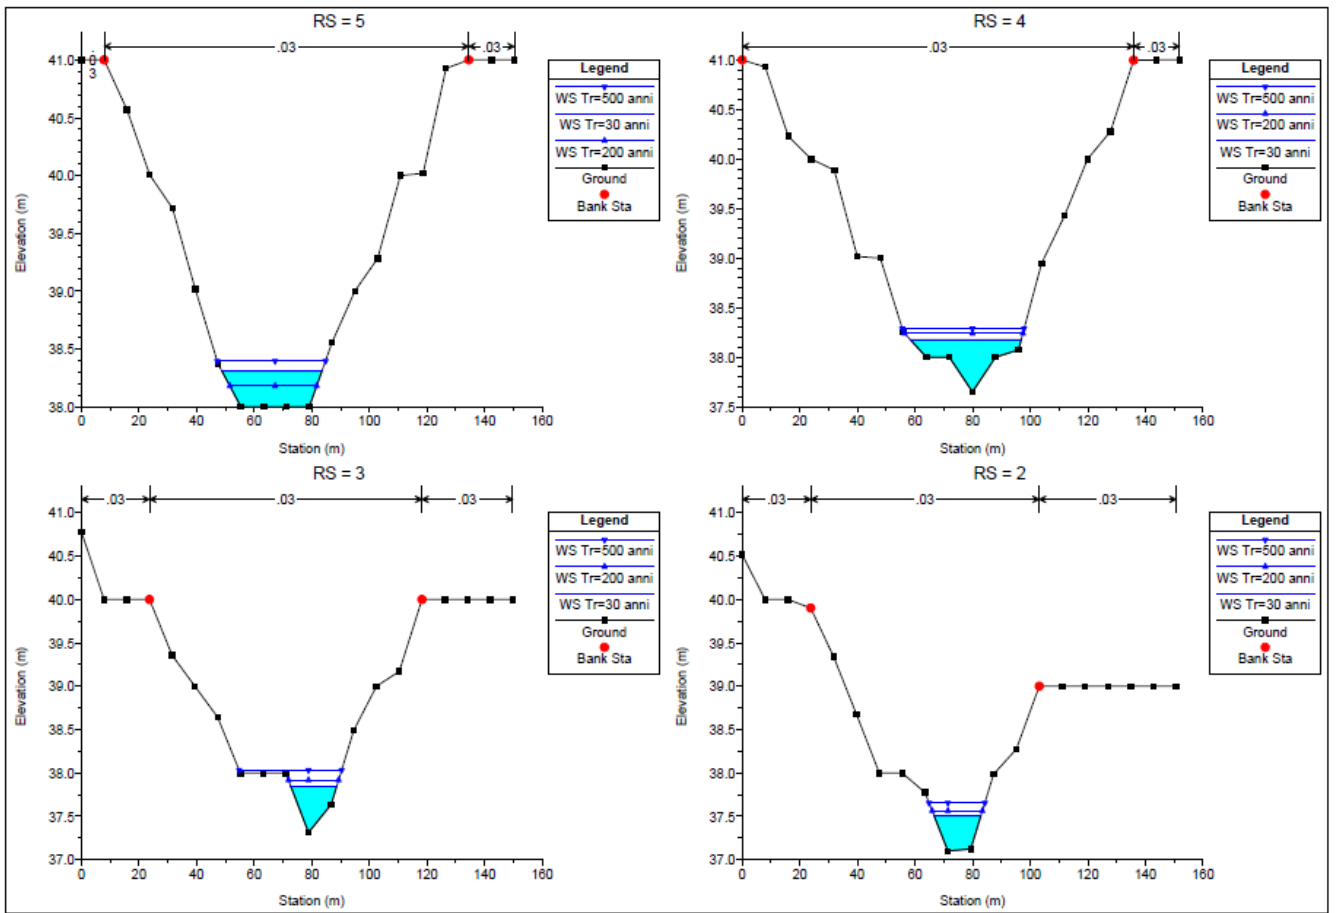 RS = 5
.03
.03
.03
41.0
40.5
40.0
39.5
39.0
38.5
38.0
0
20
40
60
80
100
120
140
160
Elevation (m)
Station (m)
Legend
WS Tr=500 anni
WS Tr=30 anni
WS Tr=200 anni
Ground
Bank Sta
RS = 4
.03
.03
41.0
40.5
40.0
39.5
39.0
38.5
38.0
37.5
0
20
40
60
80
100
120
140
160
Elevation (m)
Station (m)
Legend
WS Tr=500 anni
WS Tr=200 anni
WS Tr=30 anni
Ground
Bank Sta
RS = 3
.03
.03
.03
41.0
40.5
40.0
39.5
39.0
38.5
38.0
37.5
37.0
0
20
40
60
80
100
120
140
160
Elevation (m)
Station (m)
Legend
WS Tr=500 anni
WS Tr=200 anni
WS Tr=30 anni
Ground
Bank Sta
RS = 2
.03
.03
.03
41.0
40.5
40.0
39.5
39.0
38.5
38.0
37.5
37.0
0
20
40
60
80
100
120
140
160
Elevation (m)
Station (m)
Legend
WS Tr=500 anni
WS Tr=200 anni
WS Tr=30 anni
Ground
Bank Sta